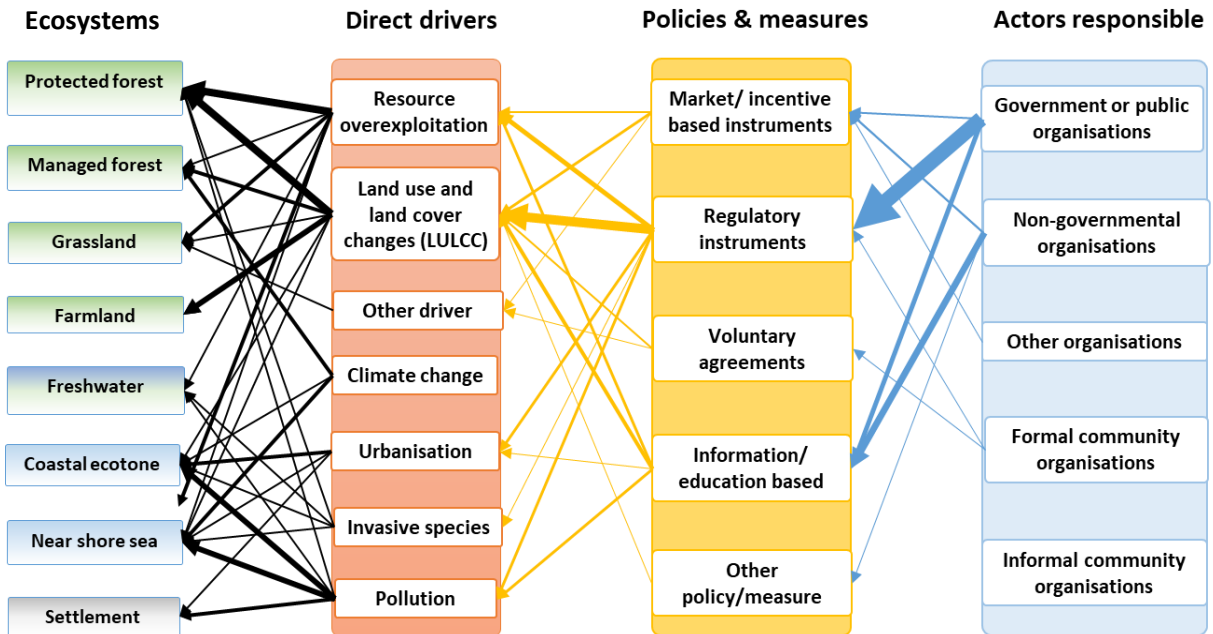 Ecosystems
Direct drivers
Policies & measures
Actors responsible
Protected forest
Managed forest
Grassland
Farmland
Freshwater
Coastal ecotone
Near shore sea
Settlement
Resource
overexploitation
Land use and
land cover
changes (LULCC)
Other driver
Climate change
Urbanisation
Invasive species
Pollution
Market/ incentive
based instruments
Regulatory
instruments
Voluntary
agreements
Information/
education based
Other
policy/measure
Government or public
organisations
Non-governmental
organisations
Other organisations
Formal community
organisations
Informal community
organisations